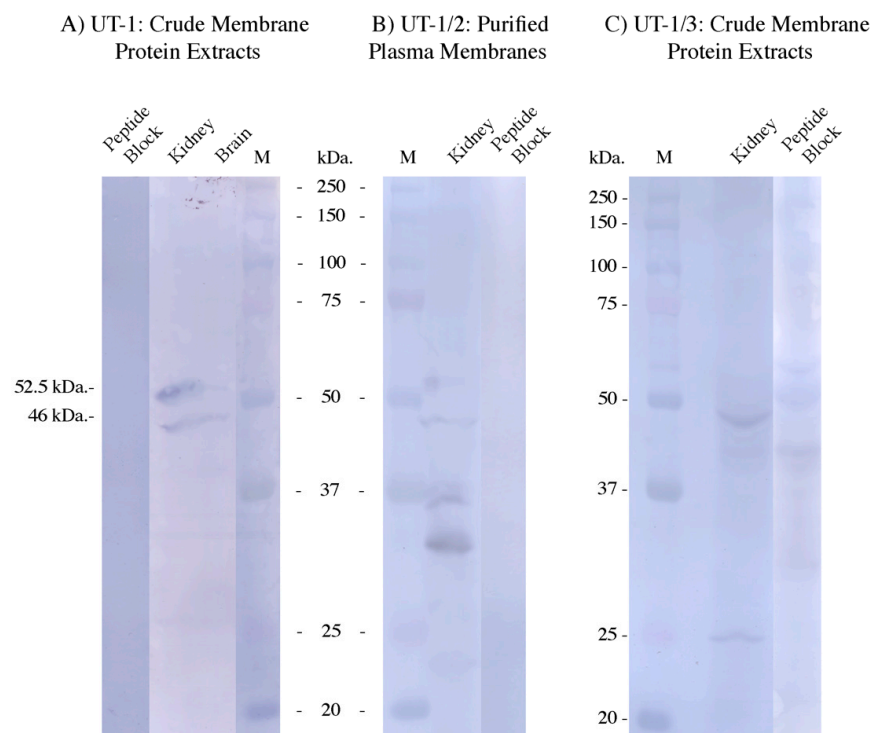 A) UT-1: Crude Membrane
Protein Extracts
B) UT-1/2: Purified
Plasma Membranes
C) UT-1/3: Crude Membrane
Protein Extracts
Peptide
Block
Kidney
Brain
M
kDa.
M
Kidney
Peptide
Block
kDa.
M
Kidney
Peptide
Block
52.5 kDa.-
46 kDa.-
- 250 -
- 150 -
- 100 -
- 75 -
- 50 -
- 37 -
- 25 -
- 20 -
250 -
150 -
100 -
75 -
50 -
37 -
25 -
20 -